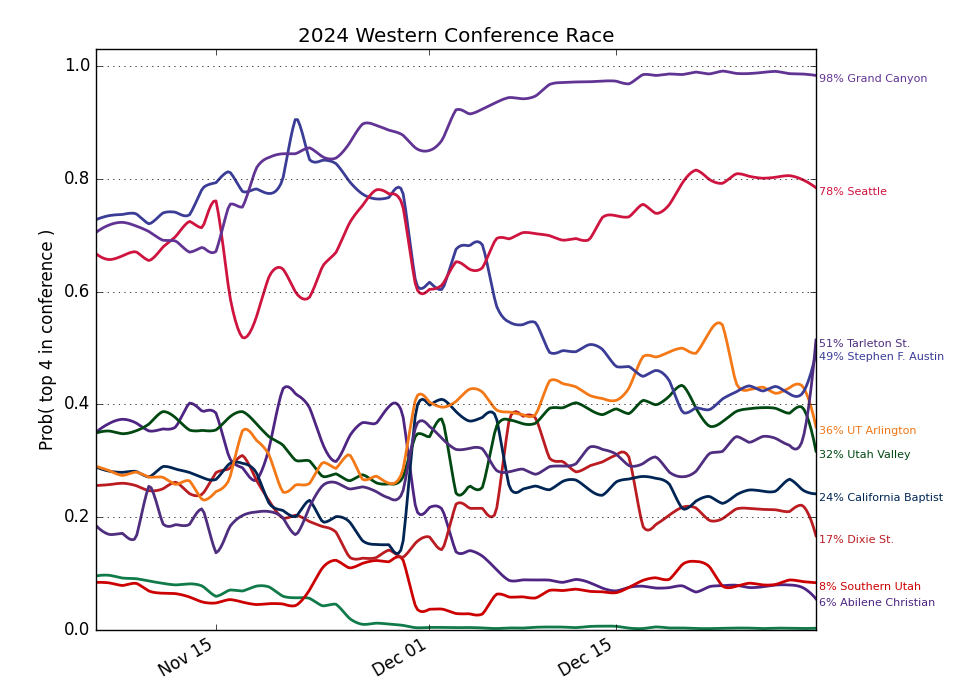 2024 Western Conference Race
Prob( top 4 in conference )
1.0
0.8
0.6
0.4
0.2
0.0
Nov 15
Dec 01
Dec 15
98% Grand Canyon
78% Seattle
51% Tarleton St.
49% Stephen F. Austin
36% UT Arlington
32% Utah Valley
24% California Baptist
17% Dixie St.
8% Southern Utah
6% Abilene Christian